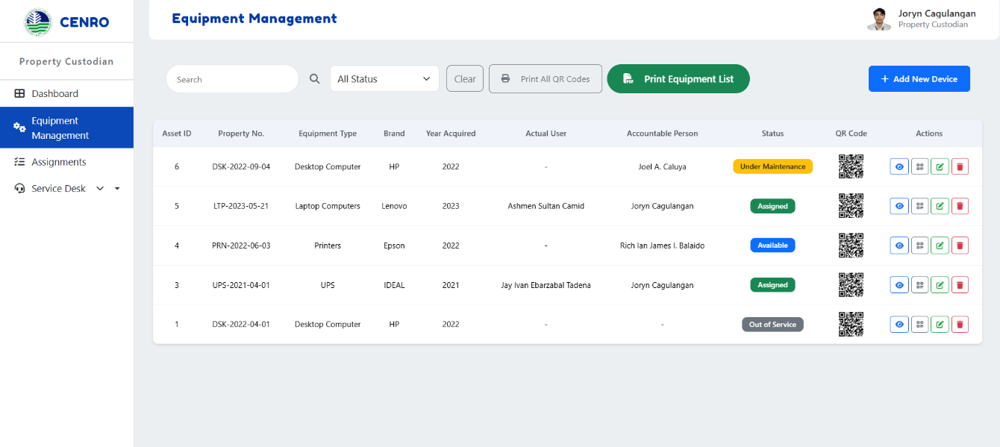 CENRO
Equipment Management
Joryn Cagulangan
Property Custodian
Property Custodian
Dashboard
Equipment
Management
Assignments
Service Desk
Search
All Status
Clear
Print All QR Codes
PDF
Print Equipment List
+ Add New Device
Asset ID Property No. Equipment Type Brand Year Acquired Actual User Accountable Person Status QR Code Actions
6 DSK-2022-09-04 Desktop Computer HP 2022 - Joel A. Caluya Under Maintenance
5 LTP-2023-05-21 Laptop Computers Lenovo 2023 Ashmen Sultan Camid Joryn Cagulangan Assigned
4 PRN-2022-06-03 Printers Epson 2022 - Rich Ian James I. Balaido Available
3 UPS-2021-04-01 UPS IDEAL 2021 Jay Ivan Ebarzabal Tadena Joryn Cagulangan Assigned
1 DSK-2022-04-01 Desktop Computer HP 2022 - - Out of Service